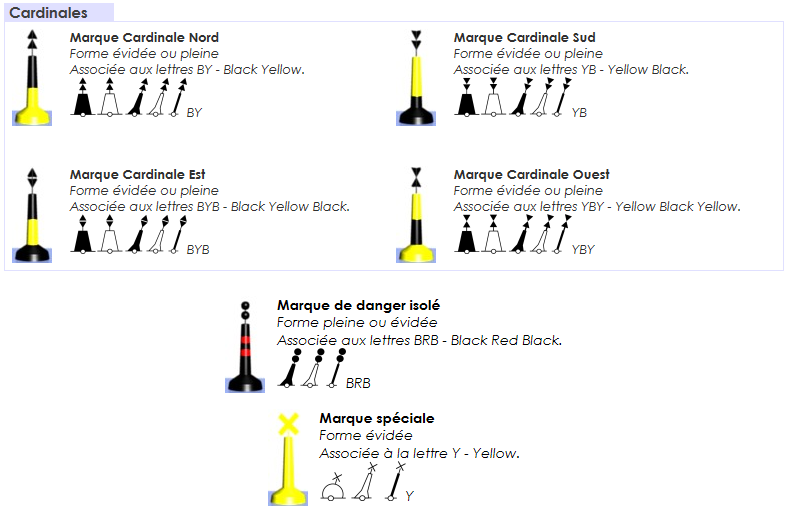 Cardinales
Marque Cardinale Nord
Forme évidée ou pleine
Associée aux lettres BY - Black Yellow.
BY
Marque Cardinale Sud
Forme évidée ou pleine
Associée aux lettres YB - Yellow Black.
YB
Marque Cardinale Est
Forme évidée ou pleine
Associée aux lettres BYB - Black Yellow Black.
BYB
Marque Cardinale Ouest
Forme évidée ou pleine
Associée aux lettres YBY - Yellow Black Yellow.
YBY
Marque de danger isolé
Forme pleine ou évidée
Associée aux lettres BRB - Black Red Black.
BRB
Marque spéciale
Forme évidée
Associée à la lettre Y - Yellow.
Y